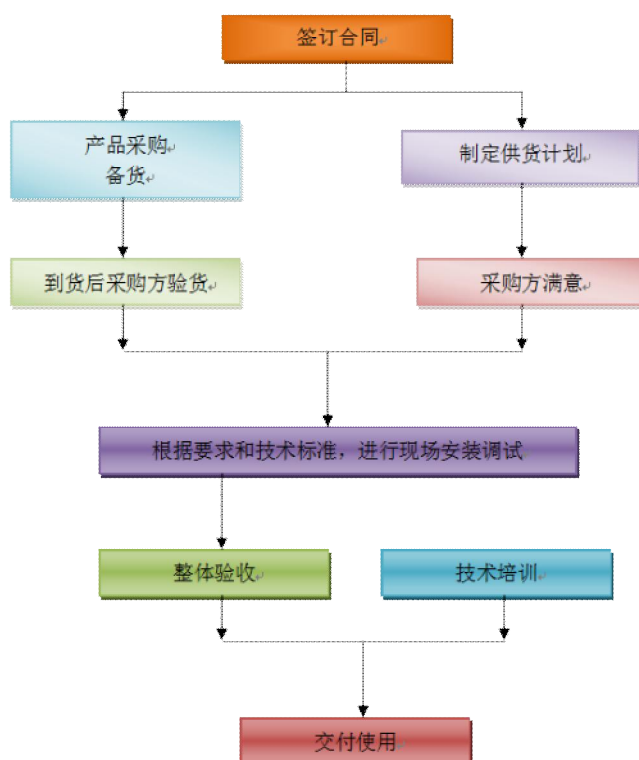 签订合同
产品采购
备货
制定供货计划
到货后采购方验货
采购方满意
根据要求和技术标准，进行现场安装调试
整体验收
技术培训
交付使用